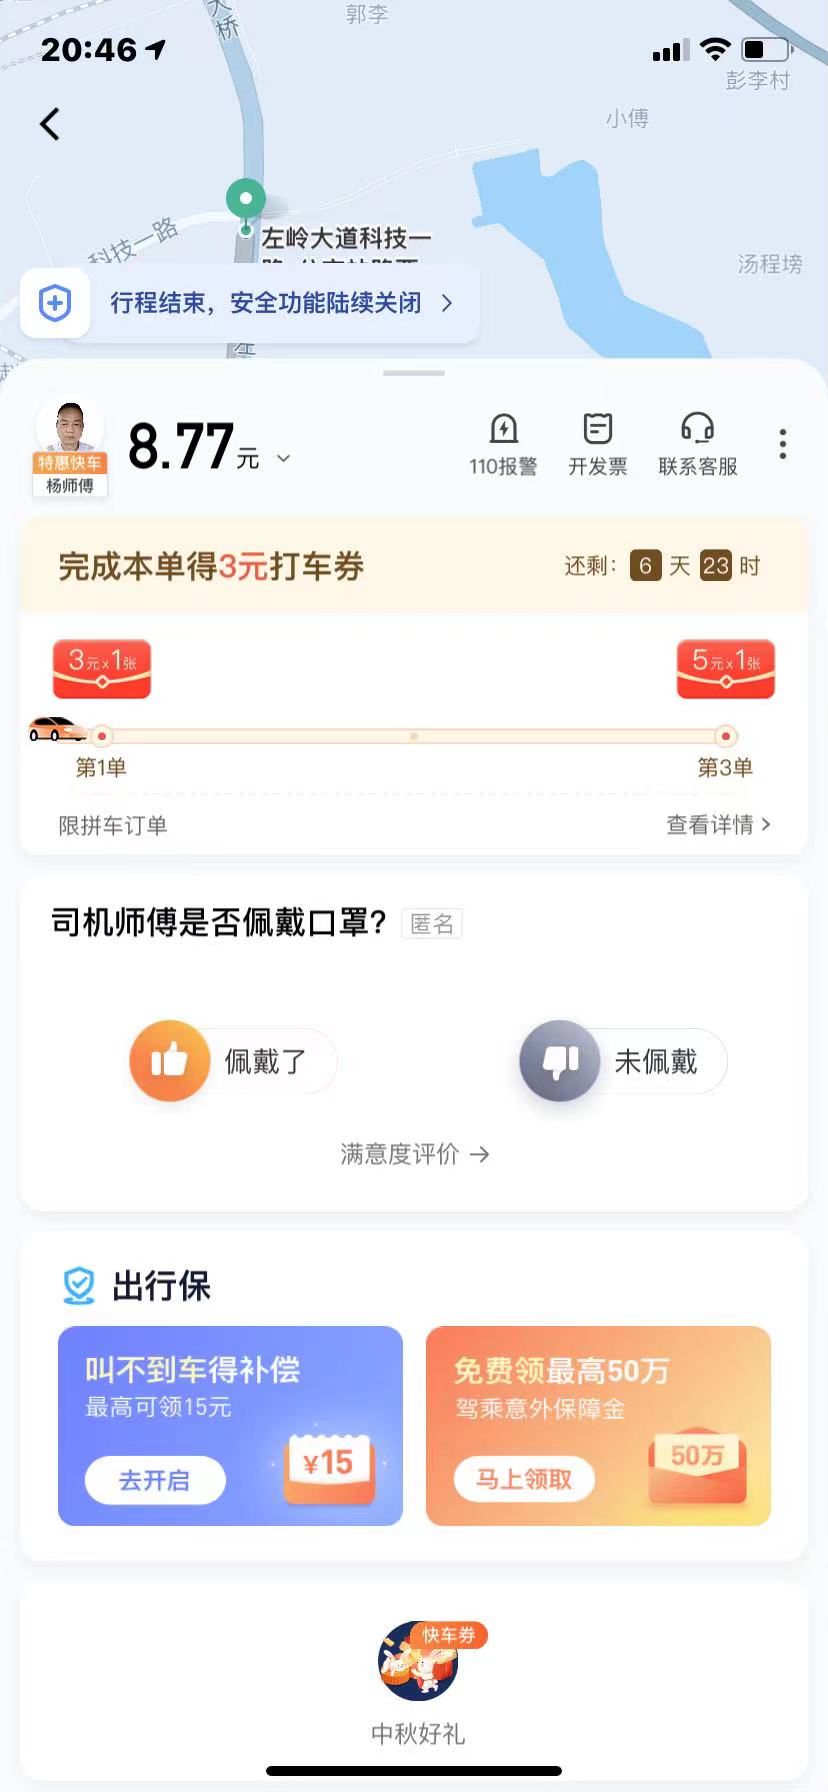 大桥
郭李
20:46
彭李村
小傅
科技一路
左岭大道科技一
汤程塝
行程结束，安全功能陆续关闭
8.77元
特惠快车
杨师傅
110报警
开发票
联系客服
完成本单得3元打车券
还剩：6天23时
3元x1张
5元x1张
第1单
第3单
限拼车订单
查看详情
司机师傅是否佩戴口罩？
匿名
佩戴了
未佩戴
满意度评价
出行保
叫不到车得补偿
最高可领15元
¥15
去开启
免费领最高50万
驾乘意外保障金
50万
马上领取
快车券
中秋好礼